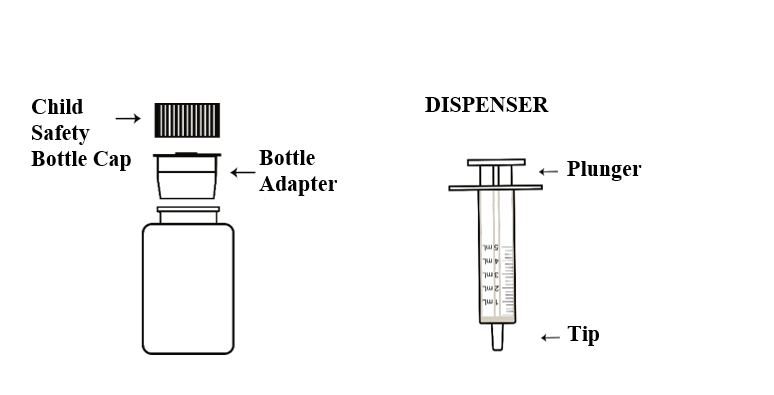 Child
Safety
Bottle Cap
Bottle
Adapter
DISPENSER
Plunger
5 mL
4 mL
3 mL
2 mL
1 mL
Tip